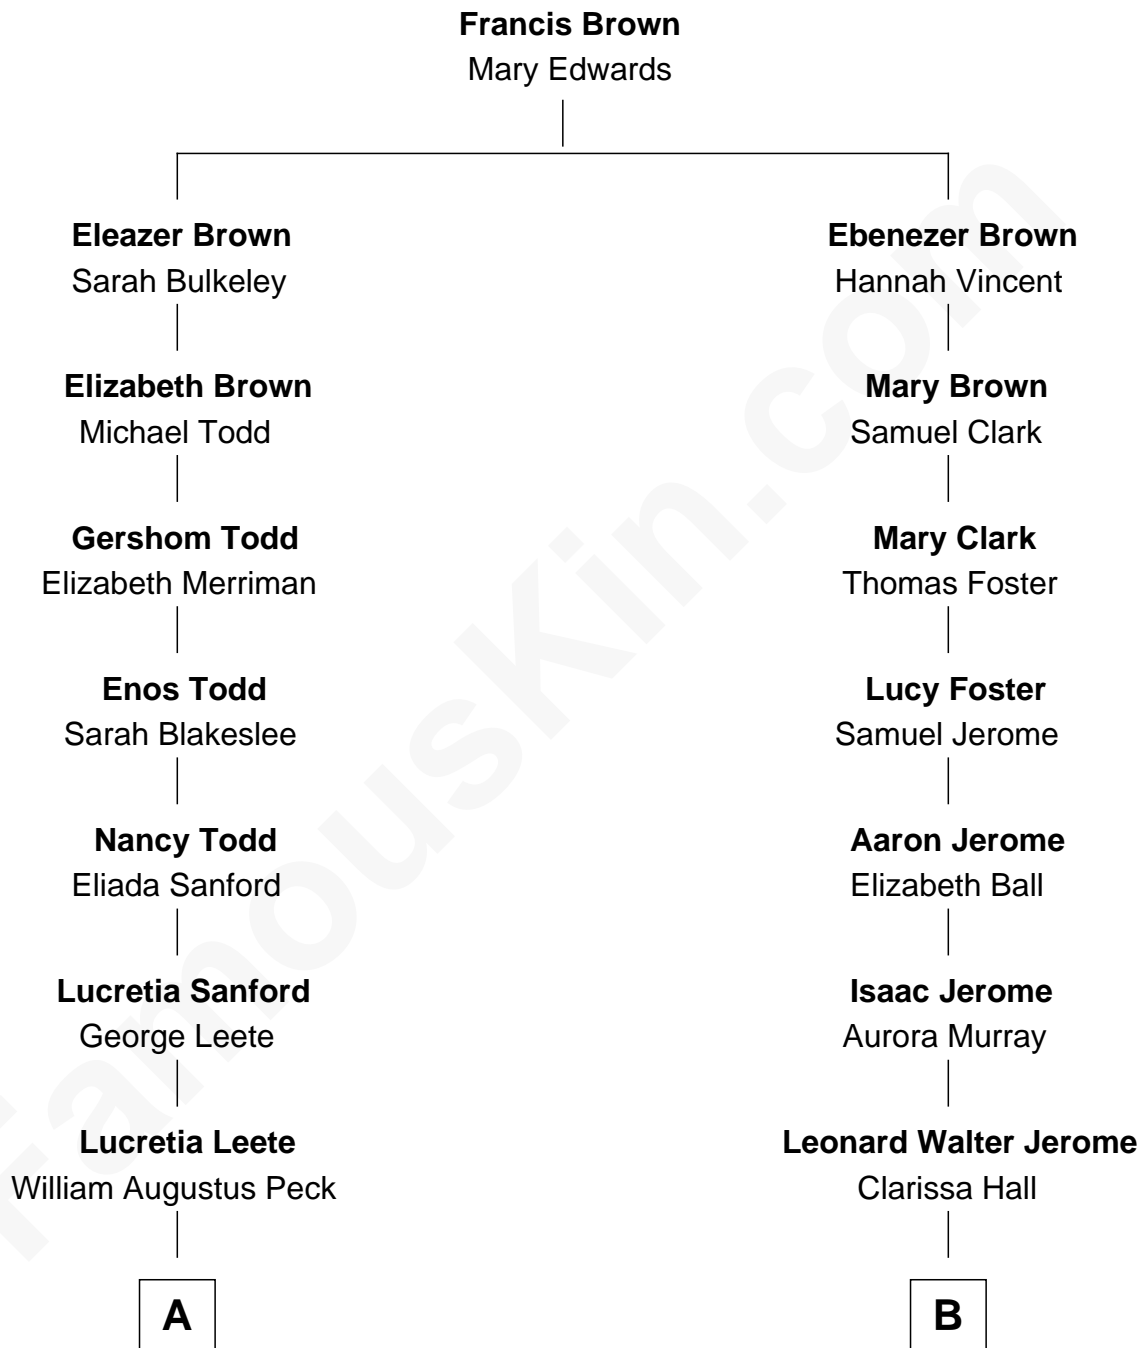 Francis Brown
Mary Edwards
Eleazer Brown
Sarah Bulkeley
Ebenezer Brown
Hannah Vincent
Elizabeth Brown
Michael Todd
Mary Brown
Samuel Clark
Gershom Todd
Elizabeth Merriman
Mary Clark
Thomas Foster
Enos Todd
Sarah Blakeslee
Lucy Foster
Samuel Jerome
Nancy Todd
Eliada Sanford
Aaron Jerome
Elizabeth Ball
Lucretia Sanford
George Leete
Isaac Jerome
Aurora Murray
Lucretia Leete
William Augustus Peck
Leonard Walter Jerome
Clarissa Hall
A
B
FamousKin.com